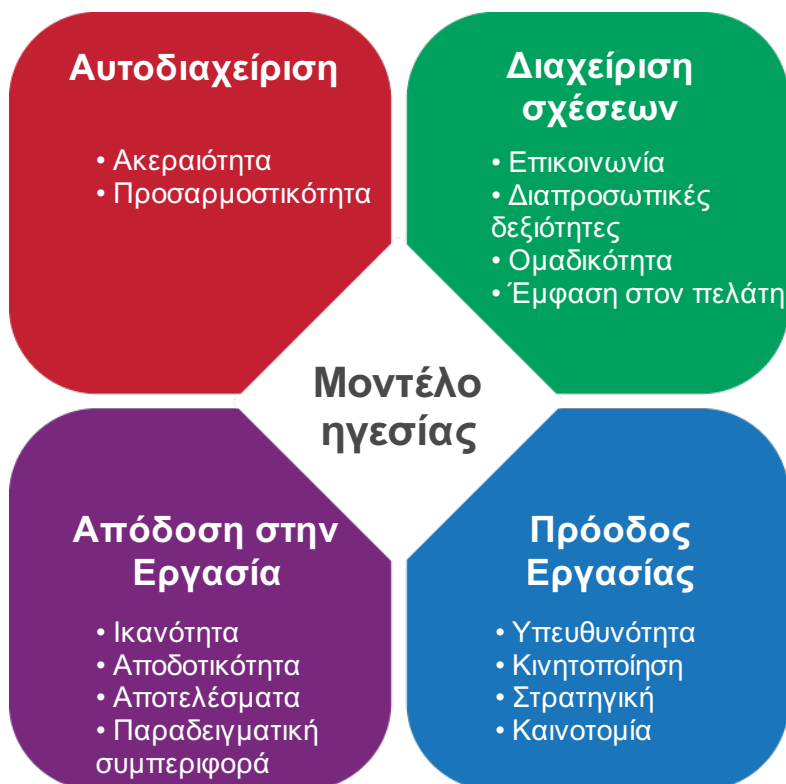 Αυτοδιαχείριση
• Ακεραιότητα
• Προσαρμοστικότητα
Διαχείριση
σχέσεων
• Επικοινωνία
• Διαπροσωπικές
δεξιότητες
• Ομαδικότητα
• Έμφαση στον πελάτη
Μοντέλο
ηγεσίας
Απόδοση στην
Εργασία
• Ικανότητα
• Αποδοτικότητα
• Αποτελέσματα
• Παραδειγματική
συμπεριφορά
Πρόοδος
Εργασίας
• Υπευθυνότητα
• Κινητοποίηση
• Στρατηγική
• Καινοτομία